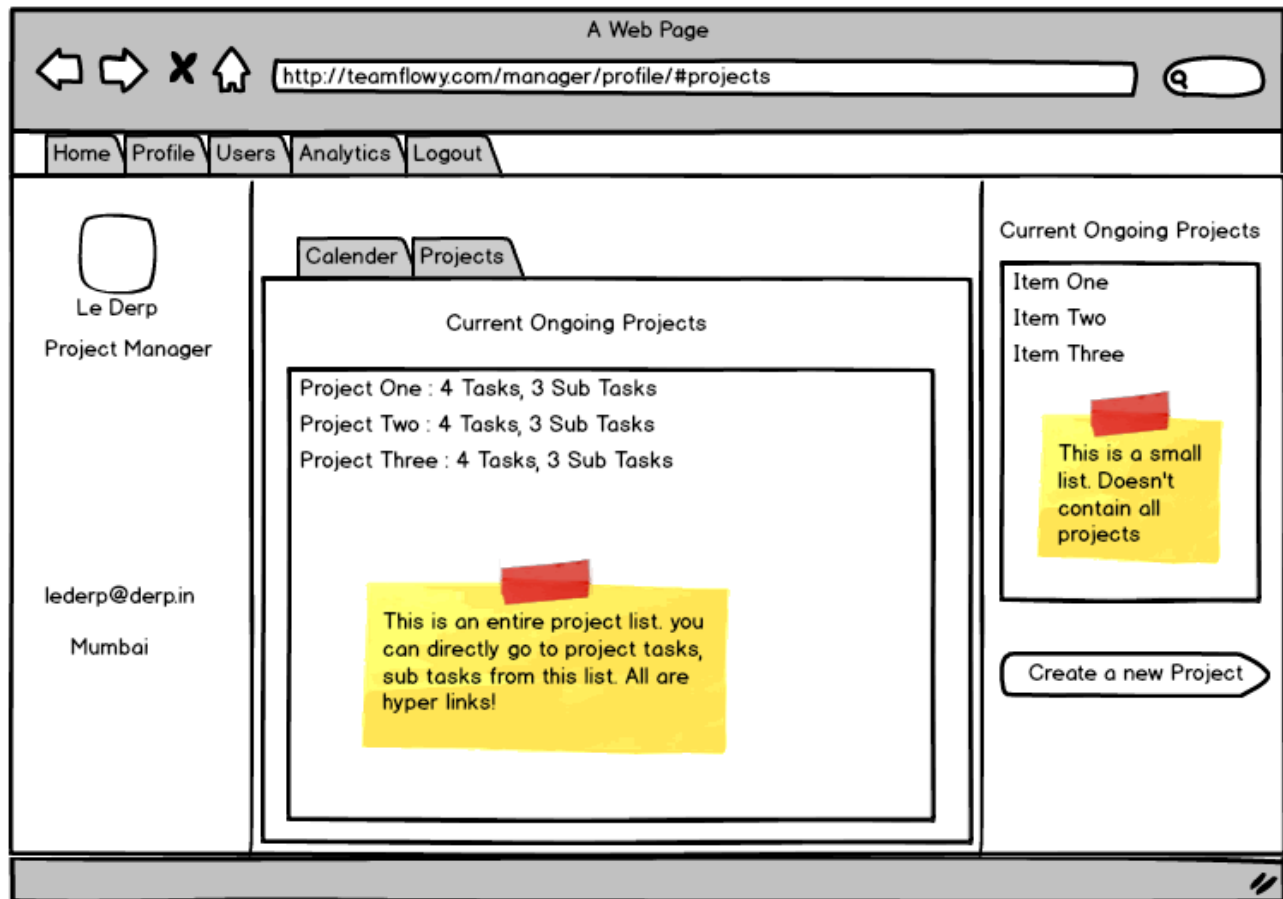 A Web Page
http://teamflowy.com/manager/profile/#projects
Home Profile Users Analytics Logout
Le Derp
Project Manager
lederp@derp.in
Mumbai
Calender Projects
Current Ongoing Projects
Project One : 4 Tasks, 3 Sub Tasks
Project Two : 4 Tasks, 3 Sub Tasks
Project Three : 4 Tasks, 3 Sub Tasks
This is an entire project list. you
can directly go to project tasks,
sub tasks from this list. All are
hyper links!
Current Ongoing Projects
Item One
Item Two
Item Three
This is a small
list. Doesn't
contain all
projects
Create a new Project